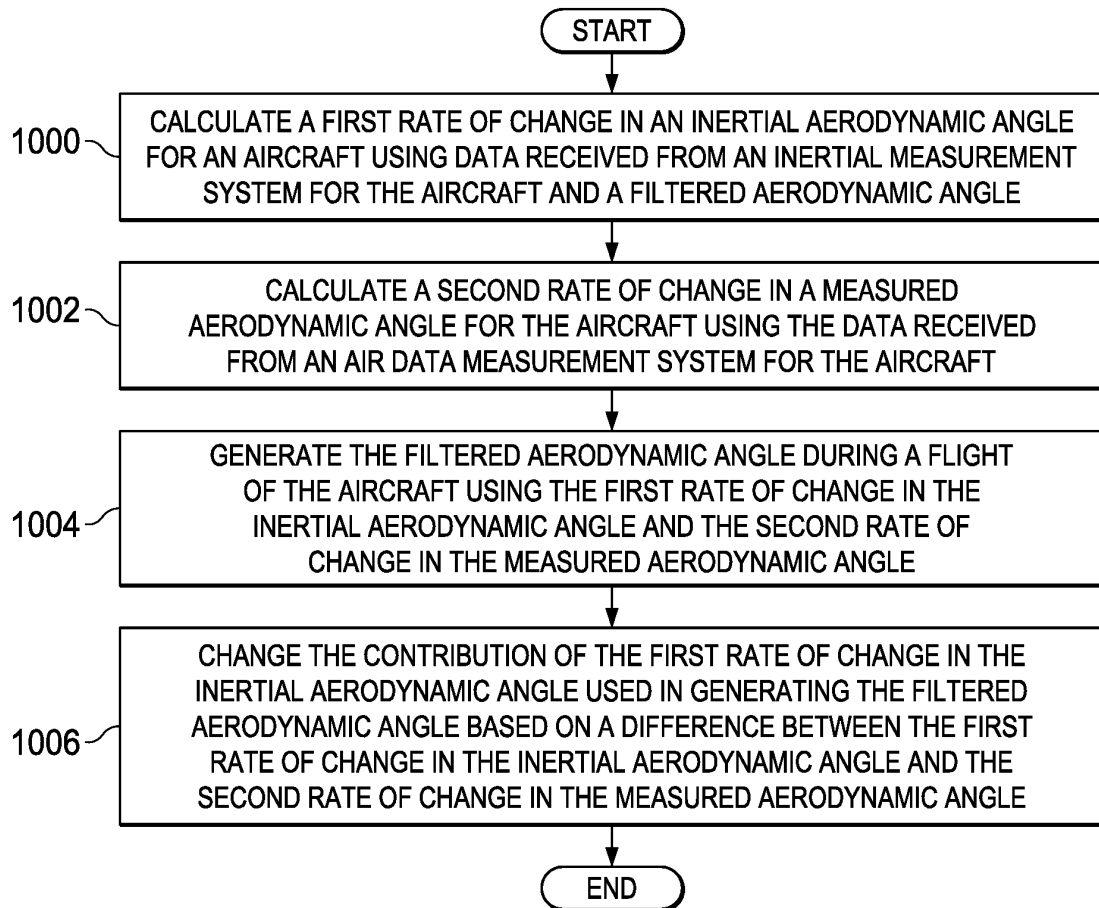 START
1000
CALCULATE A FIRST RATE OF CHANGE IN AN INERTIAL AERODYNAMIC ANGLE
FOR AN AIRCRAFT USING DATA RECEIVED FROM AN INERTIAL MEASUREMENT
SYSTEM FOR THE AIRCRAFT AND A FILTERED AERODYNAMIC ANGLE
1002
CALCULATE A SECOND RATE OF CHANGE IN A MEASURED
AERODYNAMIC ANGLE FOR THE AIRCRAFT USING THE DATA RECEIVED
FROM AN AIR DATA MEASUREMENT SYSTEM FOR THE AIRCRAFT
1004
GENERATE THE FILTERED AERODYNAMIC ANGLE DURING A FLIGHT
OF THE AIRCRAFT USING THE FIRST RATE OF CHANGE IN THE
INERTIAL AERODYNAMIC ANGLE AND THE SECOND RATE OF
CHANGE IN THE MEASURED AERODYNAMIC ANGLE
1006
CHANGE THE CONTRIBUTION OF THE FIRST RATE OF CHANGE IN THE
INERTIAL AERODYNAMIC ANGLE USED IN GENERATING THE FILTERED
AERODYNAMIC ANGLE BASED ON A DIFFERENCE BETWEEN THE FIRST
RATE OF CHANGE IN THE INERTIAL AERODYNAMIC ANGLE AND THE
SECOND RATE OF CHANGE IN THE MEASURED AERODYNAMIC ANGLE
END